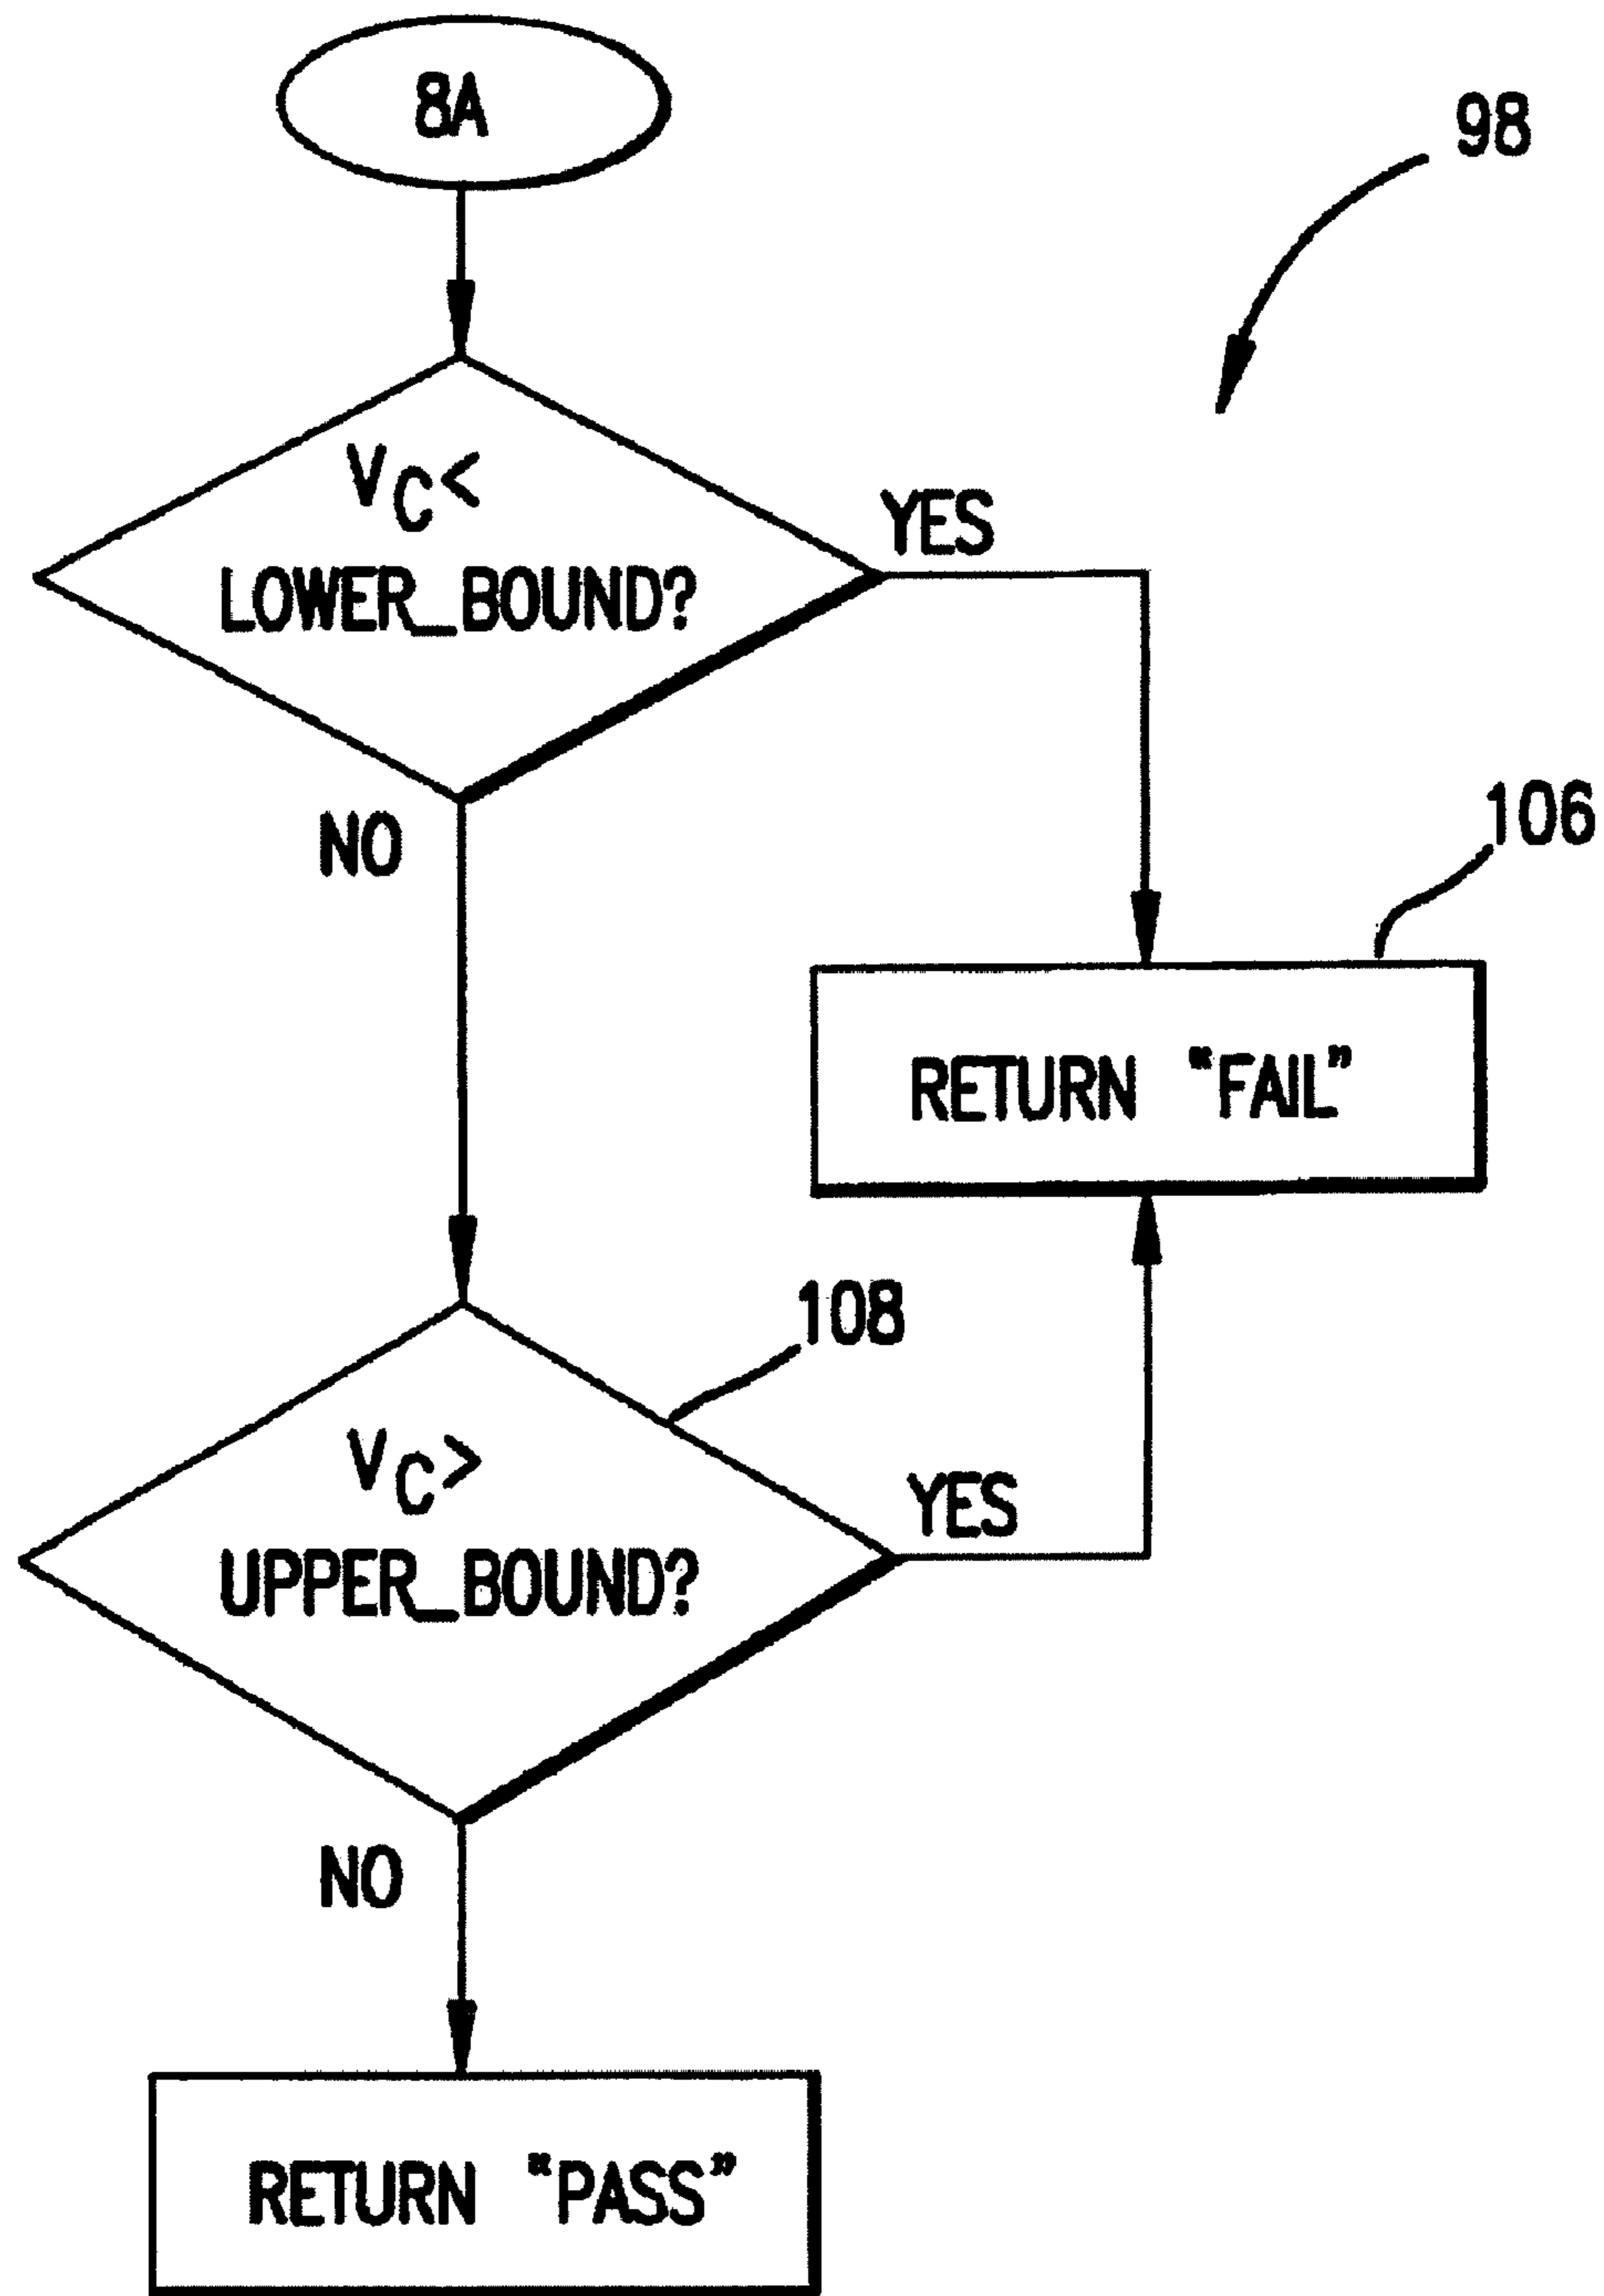 8A
98
VC<
LOWER_BOUND?
YES
NO
106
RETURN "FAIL"
108
VC>
UPPER_BOUND?
YES
NO
RETURN "PASS"